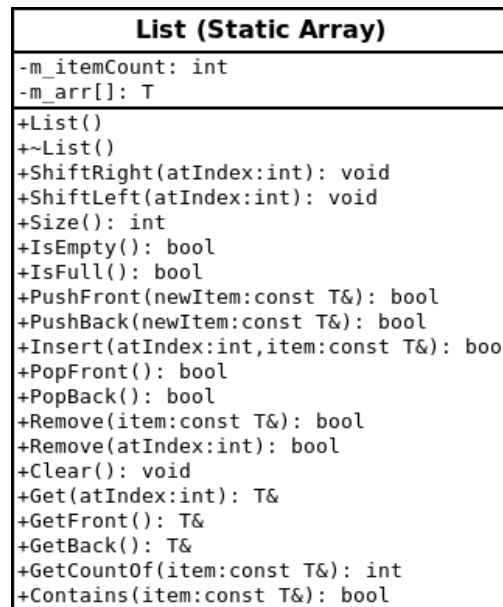 List (Static Array)
-m_itemCount: int
-m_arr[]: T
+List()
+~List()
+ShiftRight(atIndex:int): void
+ShiftLeft(atIndex:int): void
+Size(): int
+IsEmpty(): bool
+IsFull(): bool
+PushFront(newItem:const T&): bool
+PushBack(newItem:const T&): bool
+Insert(atIndex:int,item:const T&): boo
+PopFront(): bool
+PopBack(): bool
+Remove(item:const T&): bool
+Remove(atIndex:int): bool
+Clear(): void
+Get(atIndex:int): T&
+GetFront(): T&
+GetBack(): T&
+GetCountOf(item:const T&): int
+Contains(item:const T&): bool